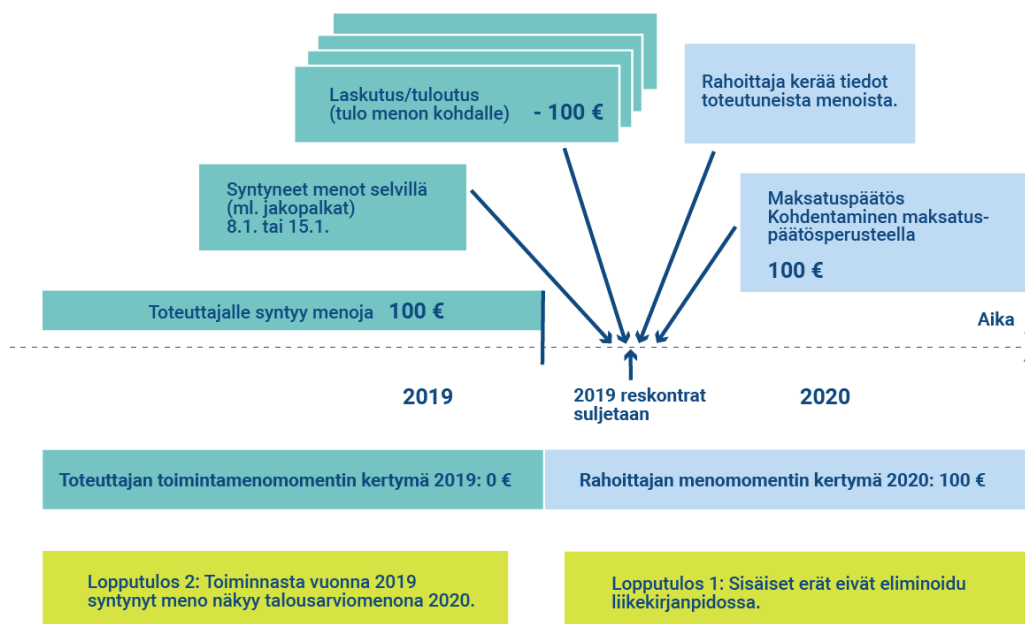 Laskutus/tuloutus
(tulo menon kohdalle) - 100 €
Rahoittaja kerää tiedot
toteutuneista menoista.
Syntyneet menot selvillä
(ml. jakopalkat)
8.1. tai 15.1.
Maksatuspäätös
Kohdentaminen maksatus-
päätösperusteella
100 €
Toteuttajalle syntyy menoja 100 €
Aika
2019
2019 reskontrat
suljetaan
2020
Toteuttajan toimintamenomomentin kertymä 2019: 0 €
Rahoittajan menomomentin kertymä 2020: 100 €
Lopputulos 2: Toiminnasta vuonna 2019
syntynyt meno näkyy talousarviomenona 2020.
Lopputulos 1: Sisäiset erät eivät eliminoidu
liikekirjanpidossa.